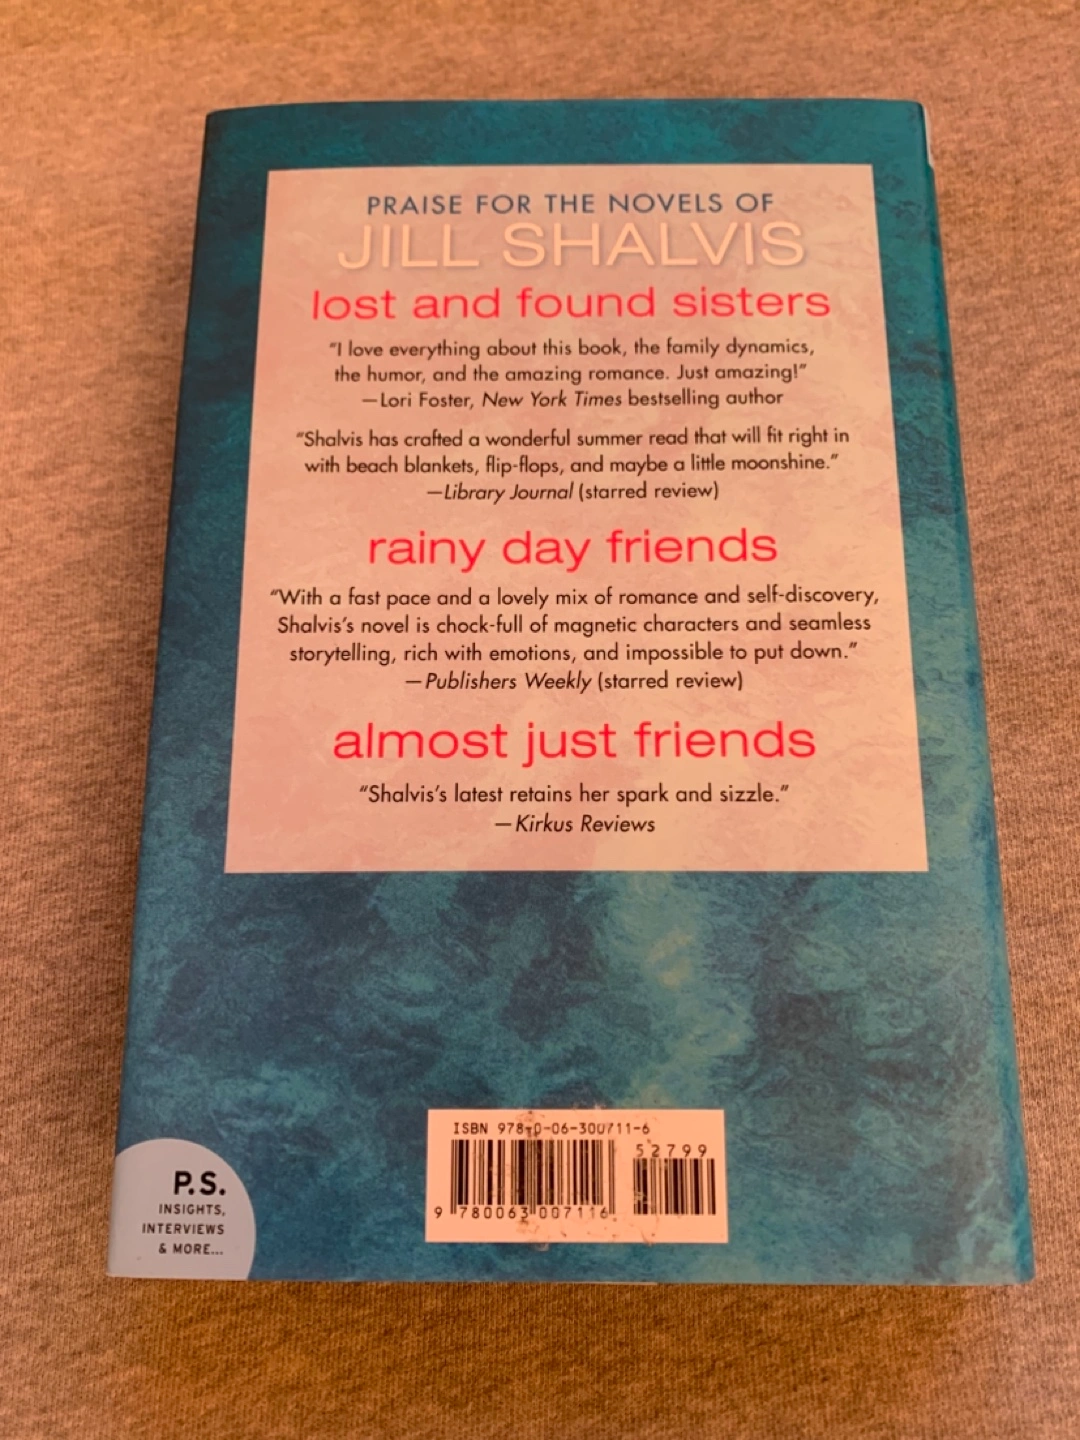 PRAISE FOR THE NOVELS OF
JILL SHALVIS
lost and found sisters
“I love everything about this book, the family dynamics,
the humor, and the amazing romance. Just amazing!”
—Lori Foster, New York Times bestselling author
“Shalvis has crafted a wonderful summer read that will fit right in
with beach blankets, flip-flops, and maybe a little moonshine.”
—Library Journal (starred review)
rainy day friends
“With a fast pace and a lovely mix of romance and self-discovery,
Shalvis’s novel is chock-full of magnetic characters and seamless
storytelling, rich with emotions, and impossible to put down.”
—Publishers Weekly (starred review)
almost just friends
“Shalvis’s latest retains her spark and sizzle.”
—Kirkus Reviews
ISBN 978-0-06-300711-6
52799
9 780063 007116
P.S.
INSIGHTS,
INTERVIEWS
& MORE...